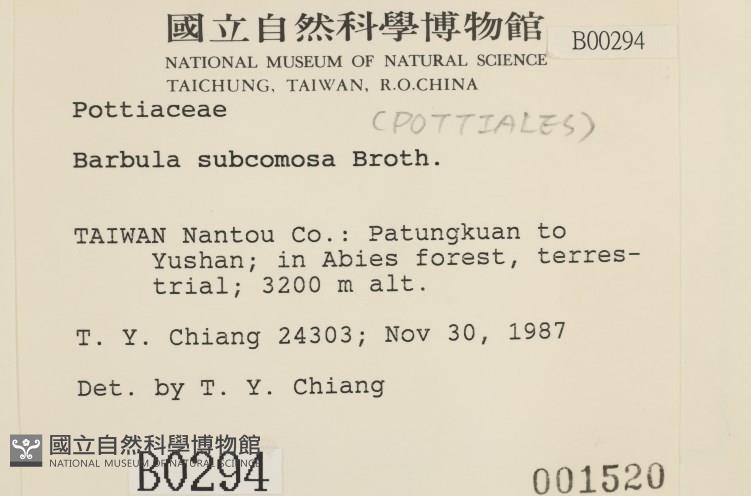 國立自然科學博物館
B00294
NATIONAL MUSEUM OF NATURAL SCIENCE
TAICHUNG, TAIWAN, R.O.CHINA
Pottiaceae
(POTTIALES)
Barbula subcomosa Broth.
TAIWAN Nantou Co.: Patungkuan to
Yushan; in Abies forest, terres-
trial; 3200 m alt.
T. Y. Chiang 24303; Nov 30, 1987
Det. by T. Y. Chiang
國立自然科學博物館
NATIONAL MUSEUM OF NATURAL SCIENCE
B0294
001520